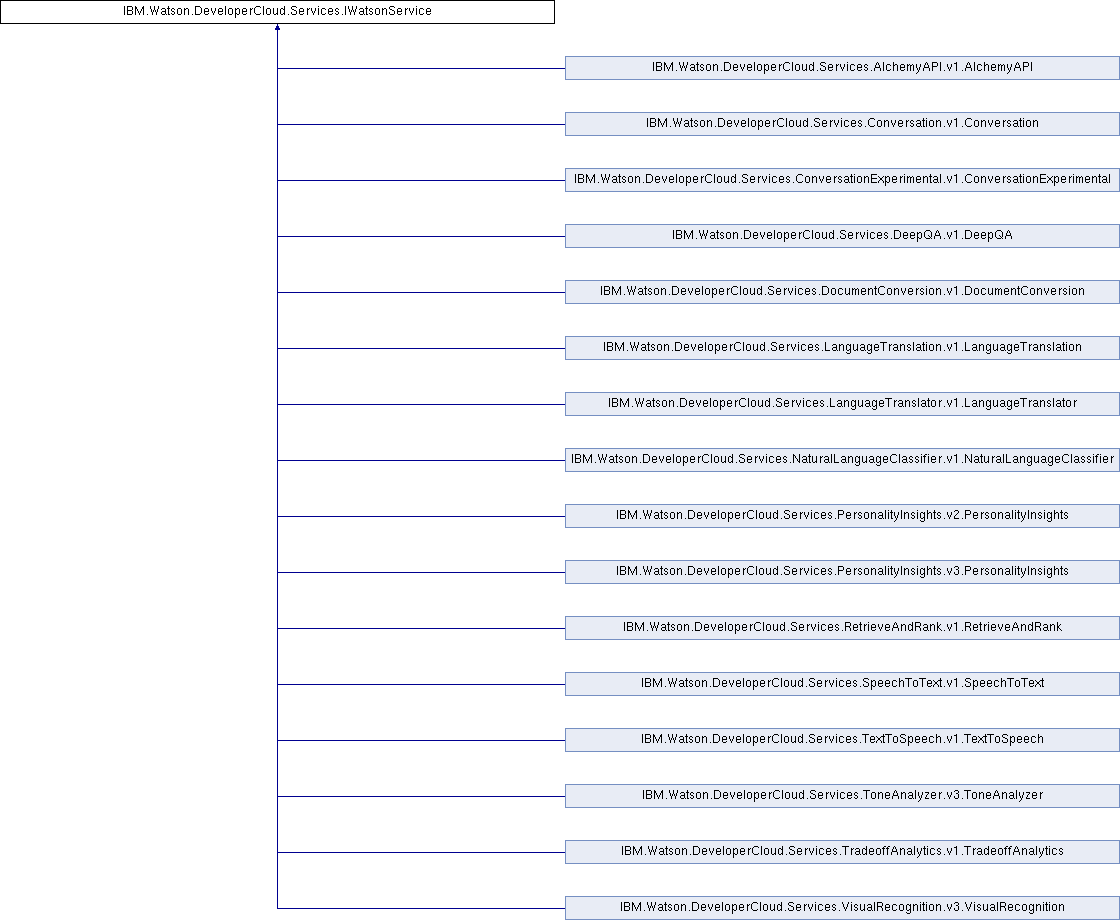 IBM.Watson.DeveloperCloud.Services.IWatsonService
IBM.Watson.DeveloperCloud.Services.AlchemyAPI.v1.AlchemyAPI
IBM.Watson.DeveloperCloud.Services.Conversation.v1.Conversation
IBM.Watson.DeveloperCloud.Services.ConversationExperimental.v1.ConversationExperimental
IBM.Watson.DeveloperCloud.Services.DeepQA.v1.DeepQA
IBM.Watson.DeveloperCloud.Services.DocumentConversion.v1.DocumentConversion
IBM.Watson.DeveloperCloud.Services.LanguageTranslation.v1.LanguageTranslation
IBM.Watson.DeveloperCloud.Services.LanguageTranslator.v1.LanguageTranslator
IBM.Watson.DeveloperCloud.Services.NaturalLanguageClassifier.v1.NaturalLanguageClassifier
IBM.Watson.DeveloperCloud.Services.PersonalityInsights.v2.PersonalityInsights
IBM.Watson.DeveloperCloud.Services.PersonalityInsights.v3.PersonalityInsights
IBM.Watson.DeveloperCloud.Services.RetrieveAndRank.v1.RetrieveAndRank
IBM.Watson.DeveloperCloud.Services.SpeechToText.v1.SpeechToText
IBM.Watson.DeveloperCloud.Services.TextToSpeech.v1.TextToSpeech
IBM.Watson.DeveloperCloud.Services.ToneAnalyzer.v3.ToneAnalyzer
IBM.Watson.DeveloperCloud.Services.TradeoffAnalytics.v1.TradeoffAnalytics
IBM.Watson.DeveloperCloud.Services.VisualRecognition.v3.VisualRecognition